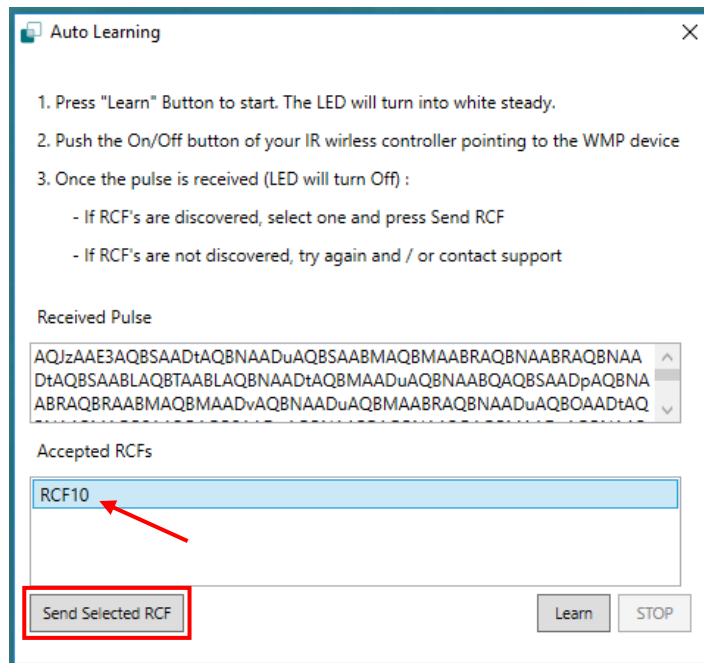 Auto Learning
1. Press "Learn" Button to start. The LED will turn into white steady.
2. Push the On/Off button of your IR wirless controller pointing to the WMP device
3. Once the pulse is received (LED will turn Off) :
- If RCF's are discovered, select one and press Send RCF
- If RCF's are not discovered, try again and / or contact support
Received Pulse
AQJzAAE3AQBSAADtAQBNAADuAQBSAABMAQBMAABRAQBNAABRAQBNAA
DtAQBSAABLAQBTAABLAQBNAADtAQBMAADuAQBNAABQAQBSAADpAQBNA
ABRAQBRAABMAQBMAADvAQBNAADuAQBMAABRAQBNAADuAQBOAADtAQ
Accepted RCFs
RCF10
Send Selected RCF
Learn
STOP